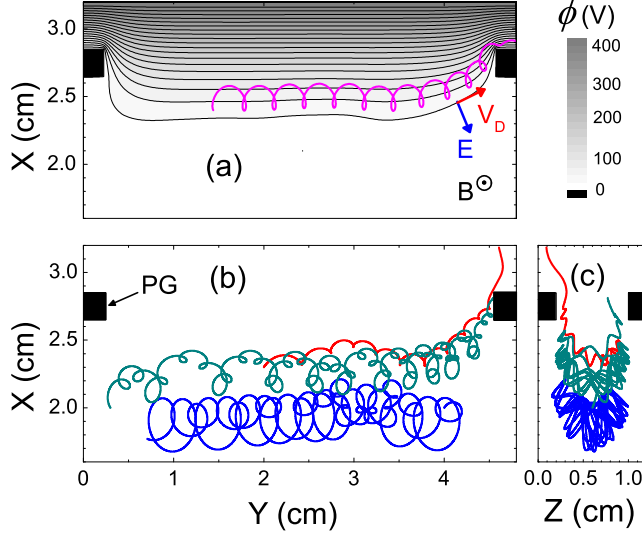 ϕ (V)
3.0
2.5
2.0
X (cm)
(a)
V_D
E
B⊙
400
300
200
100
0
3.0
2.5
2.0
X (cm)
PG
(b)
(c)
0 1 2 3 4
Y (cm)
0.0 0.5 1.0
Z (cm)